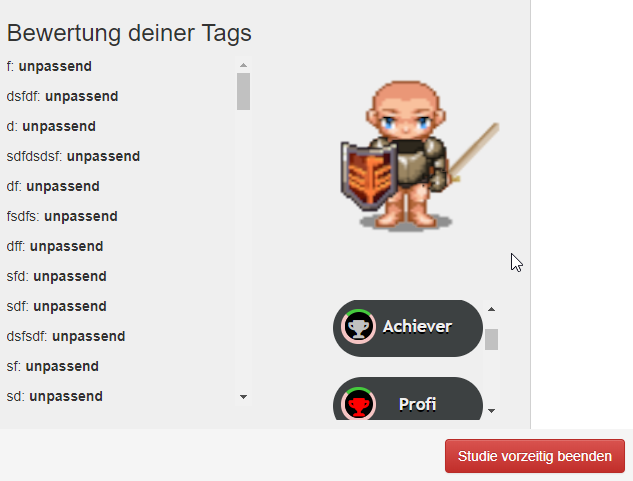 Bewertung deiner Tags
f: unpassend
dsfdf: unpassend
d: unpassend
sdfdsdsf: unpassend
df: unpassend
fsdfs: unpassend
dff: unpassend
sfd: unpassend
sdf: unpassend
dsfsdf: unpassend
sf: unpassend
sd: unpassend
Achiever
Profi
Studie vorzeitig beenden